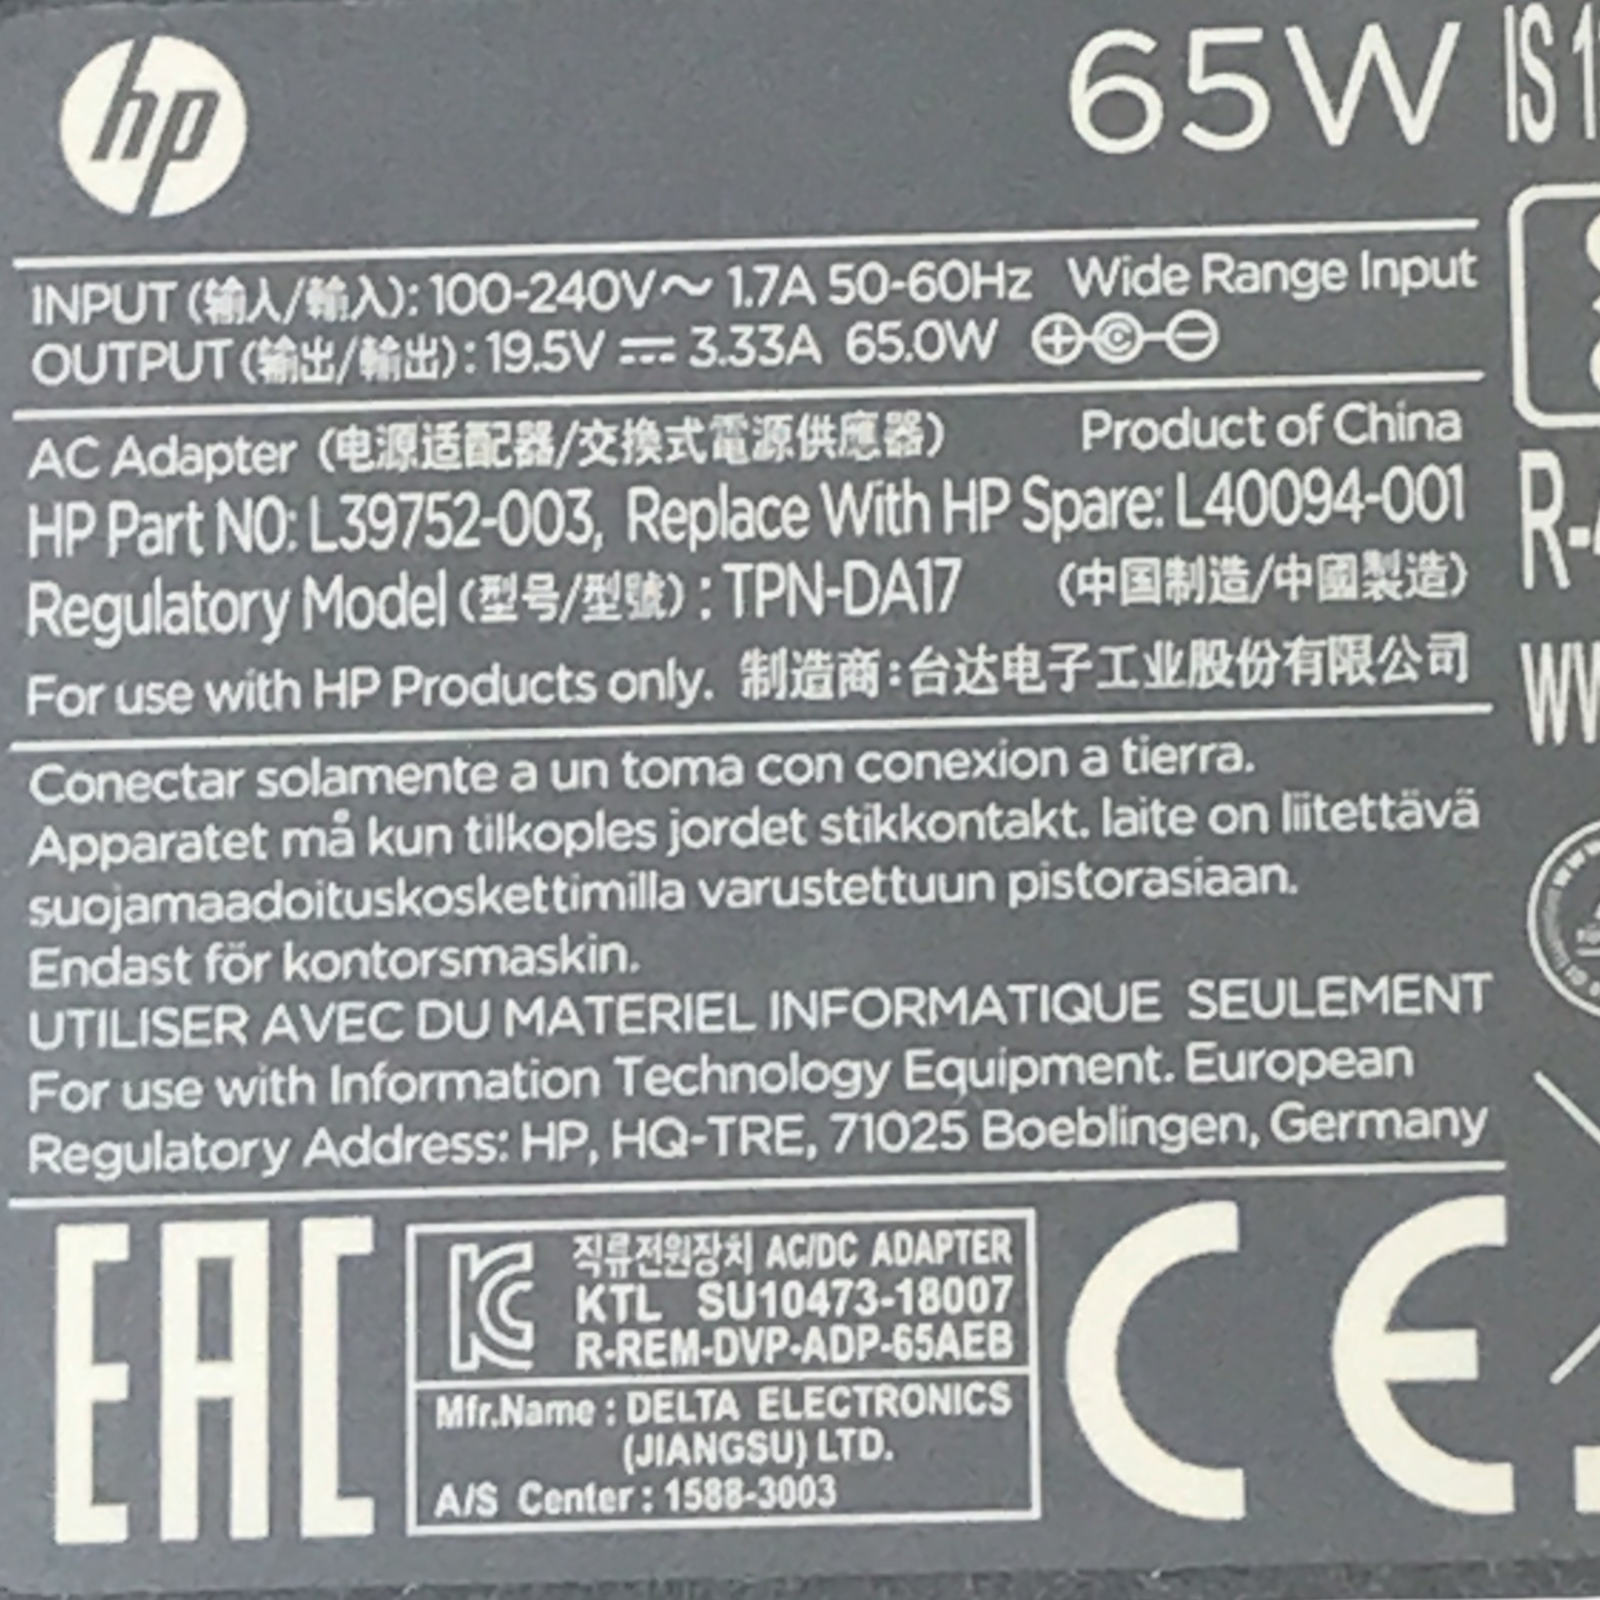 hp
65W
IS 1
INPUT (输入/輸入): 100-240V~ 1.7A 50-60Hz Wide Range Input
OUTPUT (输出/輸出): 19.5V ⎓ 3.33A 65.0W
AC Adapter (电源适配器/交換式電源供應器) Product of China
HP Part NO: L39752-003, Replace With HP Spare: L40094-001
R-
Regulatory Model (型号/型號) : TPN-DA17 (中国制造/中國製造)
For use with HP Products only. 制造商:台达电子工业股份有限公司
Conectar solamente a un toma con conexion a tierra.
Apparatet må kun tilkoples jordet stikkontakt. laite on liitettävä
suojamaadoituskoskettimilla varustettuun pistorasiaan.
Endast för kontorsmaskin.
UTILISER AVEC DU MATERIEL INFORMATIQUE SEULEMENT
For use with Information Technology Equipment. European
Regulatory Address: HP, HQ-TRE, 71025 Boeblingen, Germany
EAC
KC
직류전원장치 AC/DC ADAPTER
KTL SU10473-18007
R-REM-DVP-ADP-65AEB
Mfr.Name : DELTA ELECTRONICS
(JIANGSU) LTD.
A/S Center : 1588-3003
CE